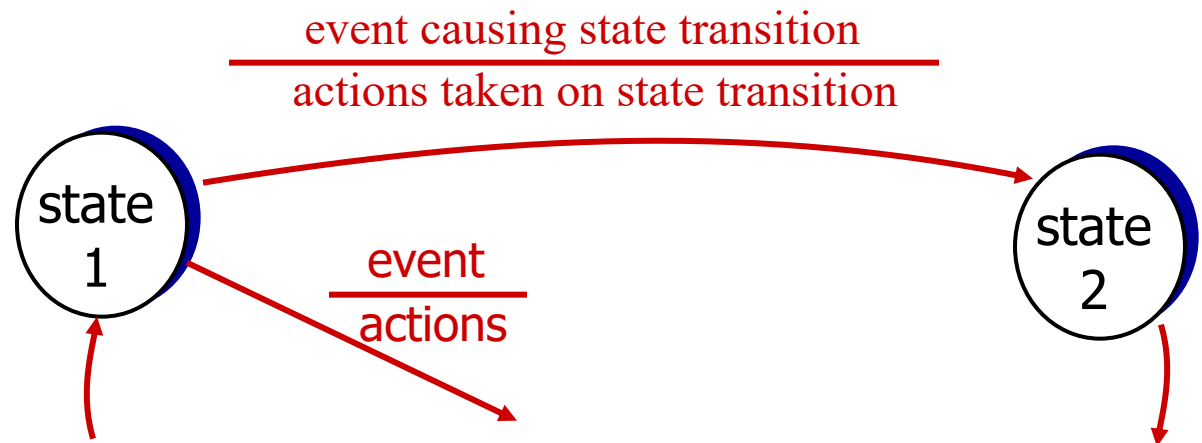 event causing state transition
actions taken on state transition
state
1
event
actions
state
2